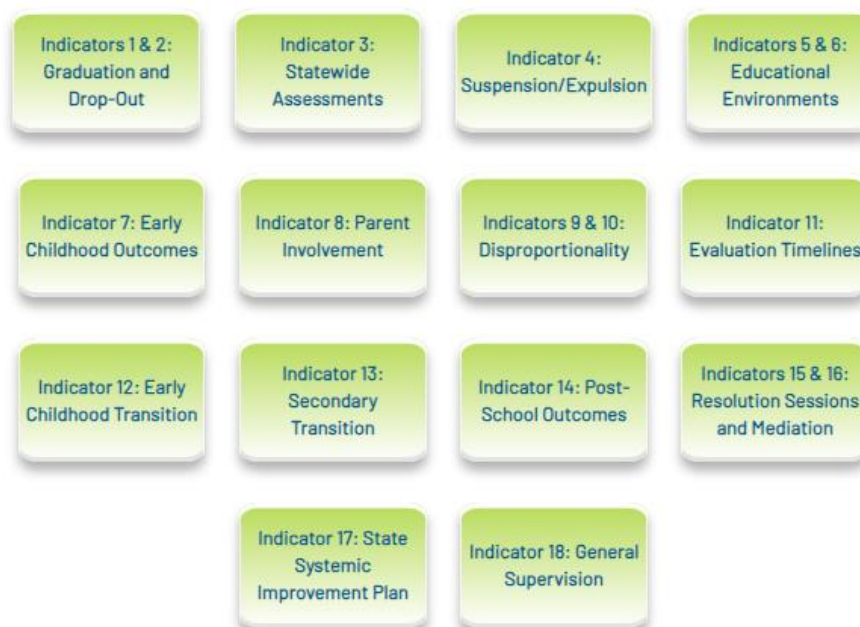 Indicators 1 & 2:
Graduation and
Drop-Out
Indicator 3:
Statewide
Assessments
Indicator 4:
Suspension/Expulsion
Indicators 5 & 6:
Educational
Environments
Indicator 7: Early
Childhood Outcomes
Indicator 8: Parent
Involvement
Indicators 9 & 10:
Disproportionality
Indicator 11:
Evaluation Timelines
Indicator 12: Early
Childhood Transition
Indicator 13:
Secondary
Transition
Indicator 14: Post-
School Outcomes
Indicators 15 & 16:
Resolution Sessions
and Mediation
Indicator 17: State
Systemic
Improvement Plan
Indicator 18: General
Supervision